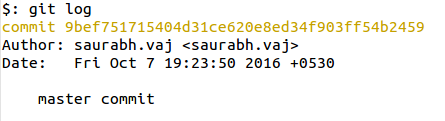 $: git log
commit 9bef751715404d31ce620e8ed34f903ff54b2459
Author: saurabh.vaj <saurabh.vaj>
Date:   Fri Oct 7 19:23:50 2016 +0530
    master commit